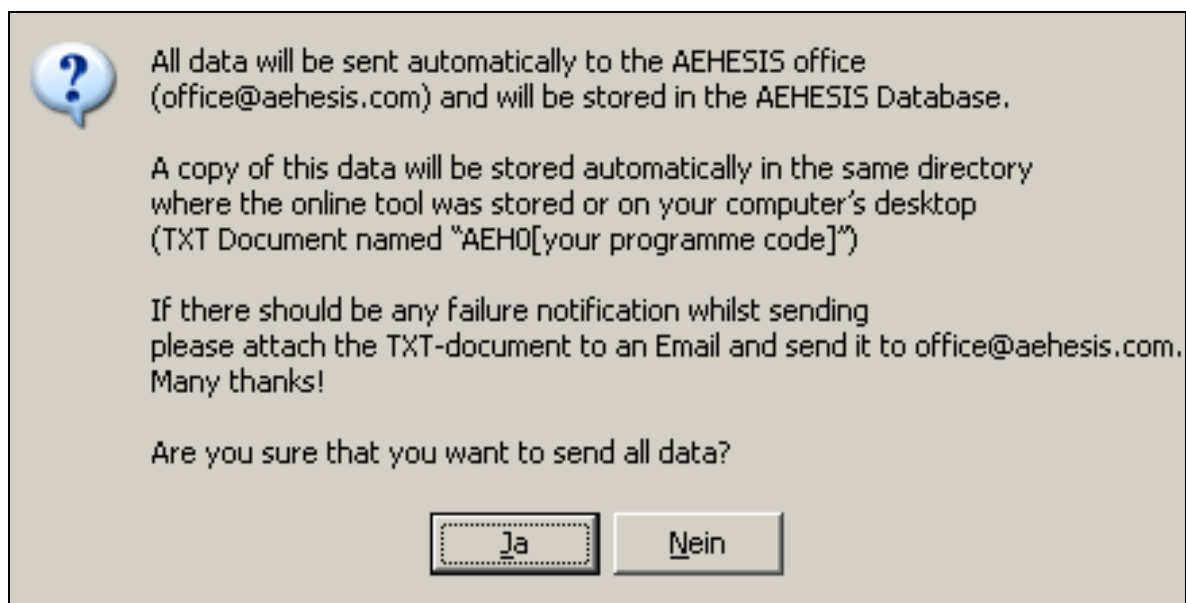 All data will be sent automatically to the AEHESIS office
(office@aehesis.com) and will be stored in the AEHESIS Database.
A copy of this data will be stored automatically in the same directory
where the online tool was stored or on your computer's desktop
(TXT Document named “AEH0[your programme code]”)
If there should be any failure notification whilst sending
please attach the TXT-document to an Email and send it to office@aehesis.com.
Many thanks!
Are you sure that you want to send all data?
Ja Nein